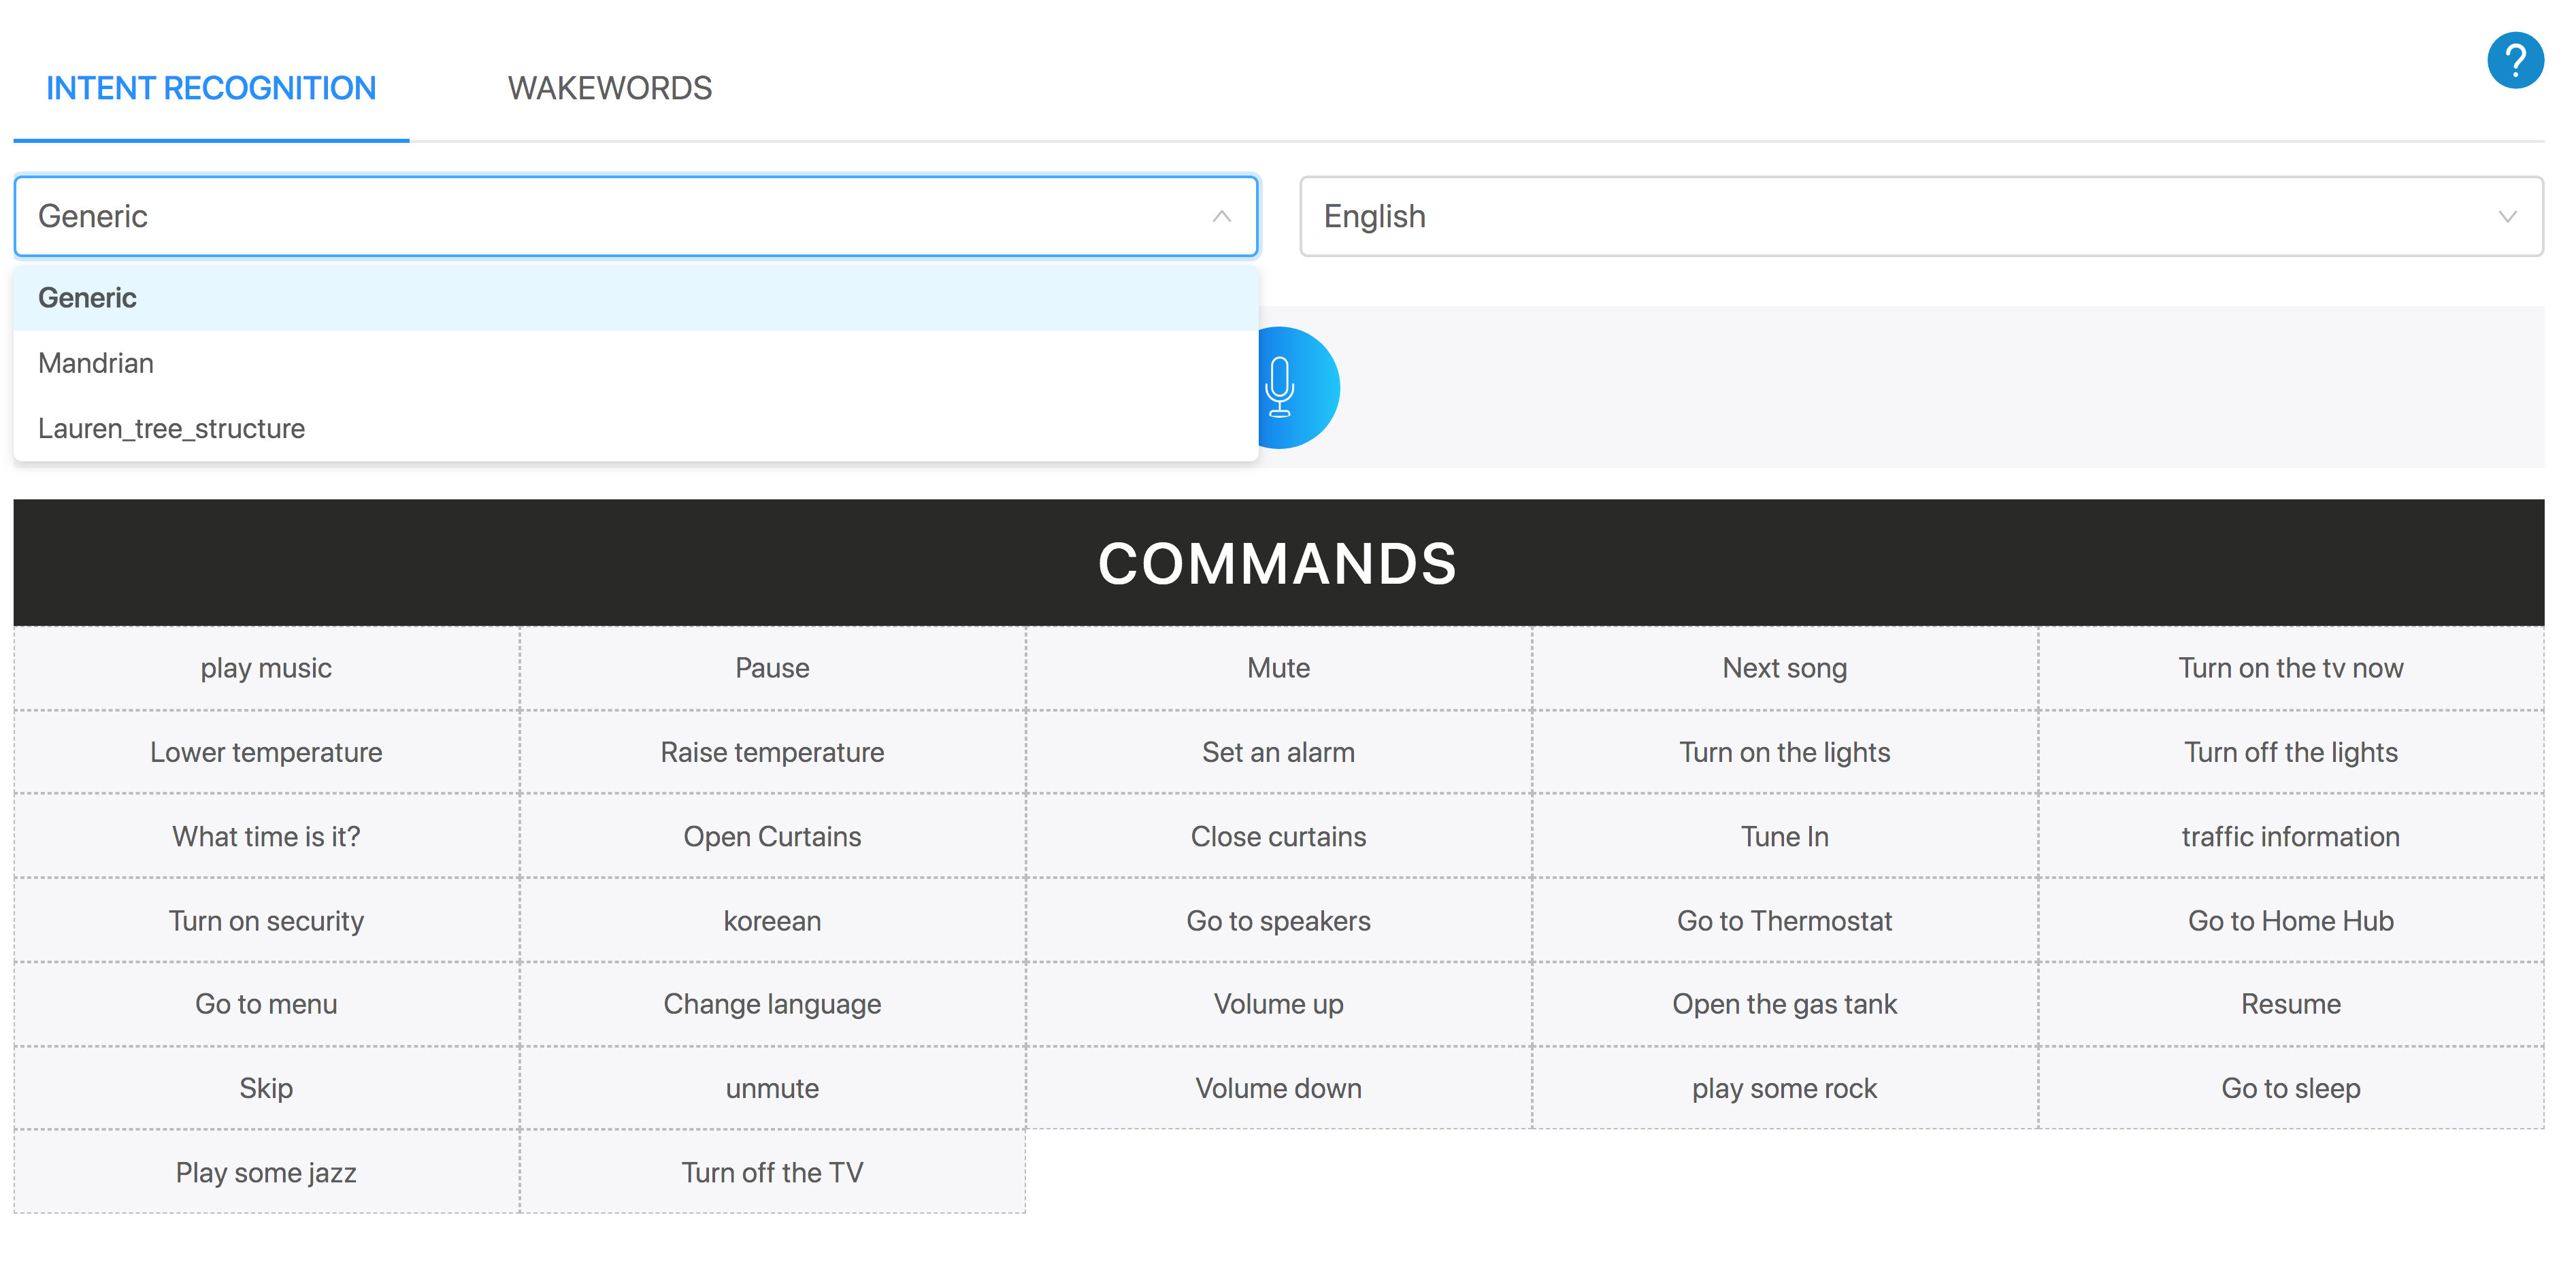 INTENT RECOGNITION WAKEWORDS ?
Generic English
Generic
Mandrian
Lauren_tree_structure
COMMANDS
play music Pause Mute Next song Turn on the tv now
Lower temperature Raise temperature Set an alarm Turn on the lights Turn off the lights
What time is it? Open Curtains Close curtains Tune In traffic information
Turn on security koreean Go to speakers Go to Thermostat Go to Home Hub
Go to menu Change language Volume up Open the gas tank Resume
Skip unmute Volume down play some rock Go to sleep
Play some jazz Turn off the TV